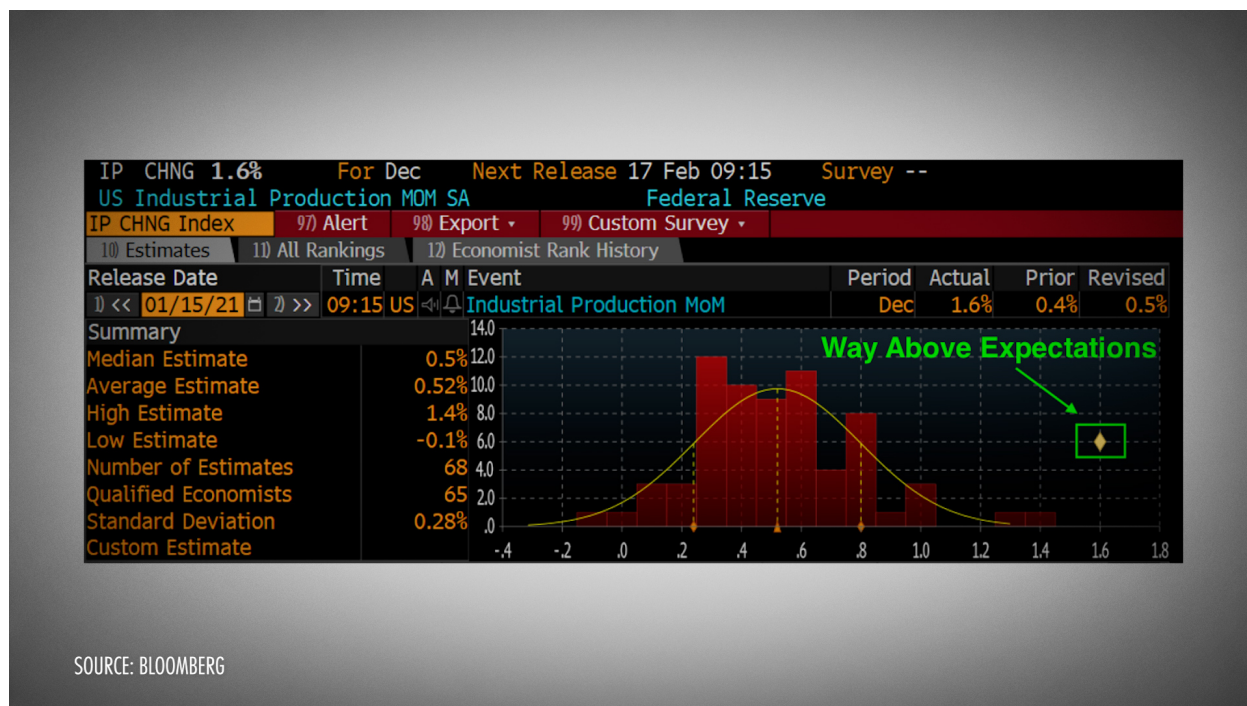 IP CHNG 1.6% For Dec Next Release 17 Feb 09:15 Survey --
US Industrial Production MOM SA Federal Reserve
IP CHNG Index 97) Alert 98) Export 99) Custom Survey
10) Estimates 11) All Rankings 12) Economist Rank History
Release Date Time A M Event Period Actual Prior Revised
1) << 01/15/21 2) >> 09:15 US Industrial Production MoM Dec 1.6% 0.4% 0.5%
Summary
Median Estimate 0.5%
Average Estimate 0.52%
High Estimate 1.4%
Low Estimate -0.1%
Number of Estimates 68
Qualified Economists 65
Standard Deviation 0.28%
Custom Estimate
14.0
12.0
10.0
8.0
6.0
4.0
2.0
.0
Way Above Expectations
-.4 -.2 .0 .2 .4 .6 .8 1.0 1.2 1.4 1.6 1.8
SOURCE: BLOOMBERG